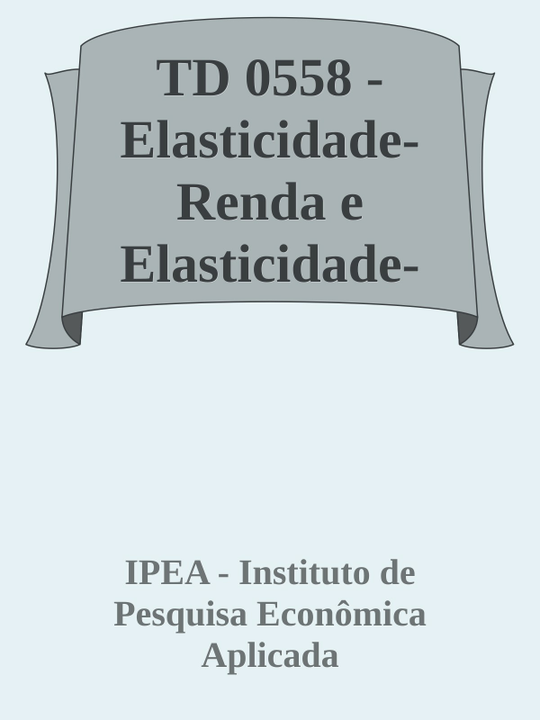 TD 0558 -
Elasticidade-
Renda e
Elasticidade-
IPEA - Instituto de
Pesquisa Econômica
Aplicada